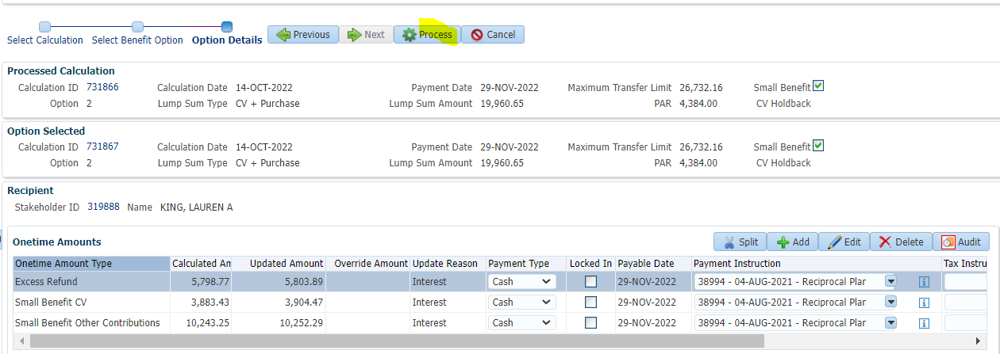 Select Calculation Select Benefit Option Option Details Previous Next Process Cancel
Processed Calculation
Calculation ID 731866 Calculation Date 14-OCT-2022 Payment Date 29-NOV-2022 Maximum Transfer Limit 26,732.16 Small Benefit
Option 2 Lump Sum Type CV + Purchase Lump Sum Amount 19,960.65 PAR 4,384.00 CV Holdback
Option Selected
Calculation ID 731867 Calculation Date 14-OCT-2022 Payment Date 29-NOV-2022 Maximum Transfer Limit 26,732.16 Small Benefit
Option 2 Lump Sum Type CV + Purchase Lump Sum Amount 19,960.65 PAR 4,384.00 CV Holdback
Recipient
Stakeholder ID 319888 Name KING, LAUREN A
Onetime Amounts Split Add Edit Delete Audit
Onetime Amount Type Calculated Am Updated Amount Override Amount Update Reason Payment Type Locked In Payable Date Payment Instruction Tax Instru
Excess Refund 5,798.77 5,803.89 Interest Cash 29-NOV-2022 38994 - 04-AUG-2021 - Reciprocal Plar
Small Benefit CV 3,883.43 3,904.47 Interest Cash 29-NOV-2022 38994 - 04-AUG-2021 - Reciprocal Plar
Small Benefit Other Contributions 10,243.25 10,252.29 Interest Cash 29-NOV-2022 38994 - 04-AUG-2021 - Reciprocal Plar